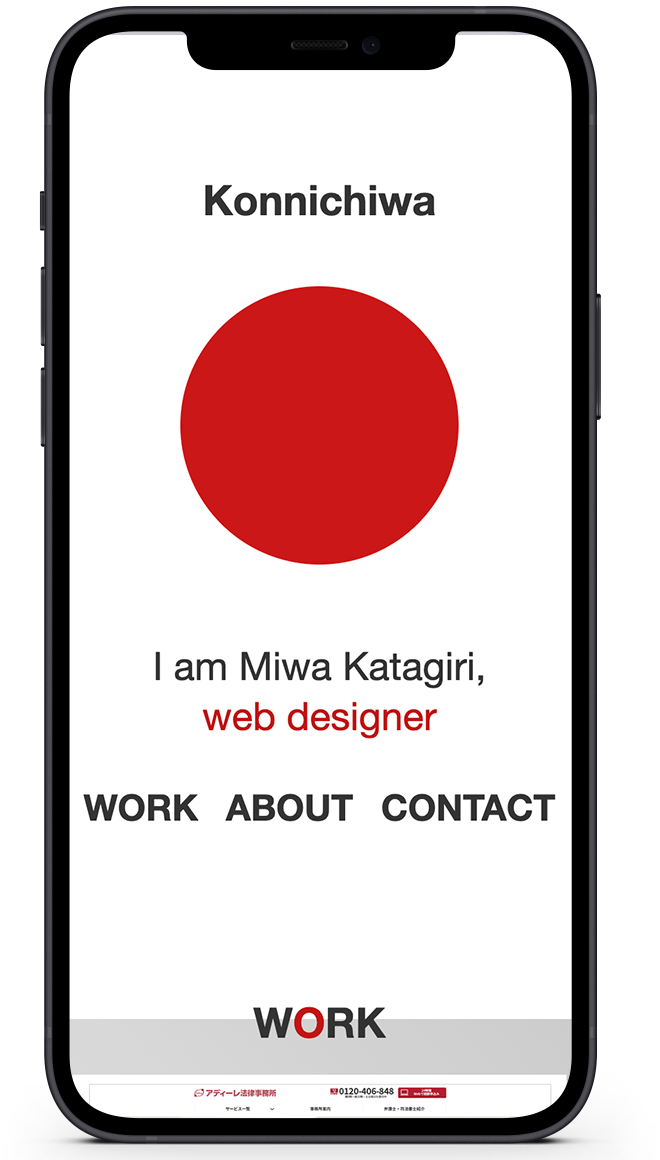 Konnichiwa
I am Miwa Katagiri,
web designer
WORK ABOUT CONTACT
WORK
アディーレ法律事務所 0120-406-848
サービス一覧 事務所案内 弁護士・司法書士紹介